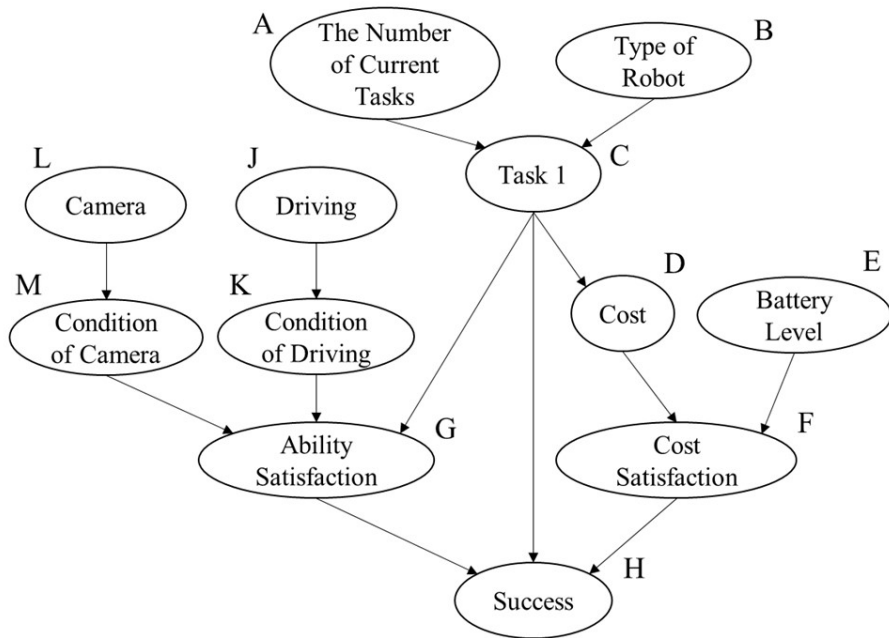 A
The Number
of Current
Tasks
B
Type of
Robot
C
Task 1
L
Camera
J
Driving
M
Condition
of Camera
K
Condition
of Driving
D
Cost
E
Battery
Level
G
Ability
Satisfaction
F
Cost
Satisfaction
H
Success